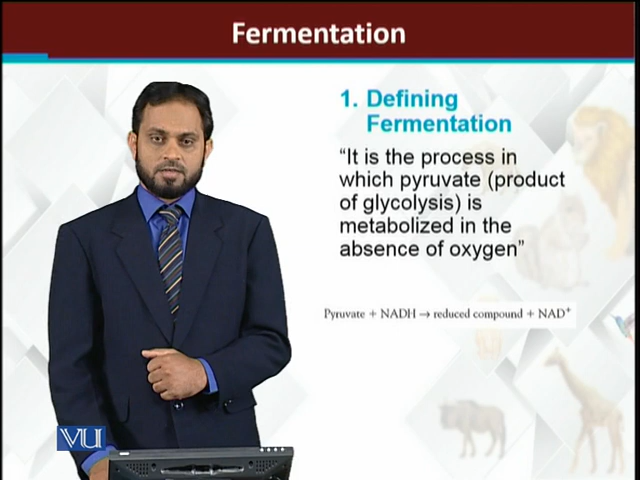 Fermentation
1. Defining
Fermentation
“It is the process in
which pyruvate (product
of glycolysis) is
metabolized in the
absence of oxygen”
Pyruvate + NADH → reduced compound + NAD⁺
VU